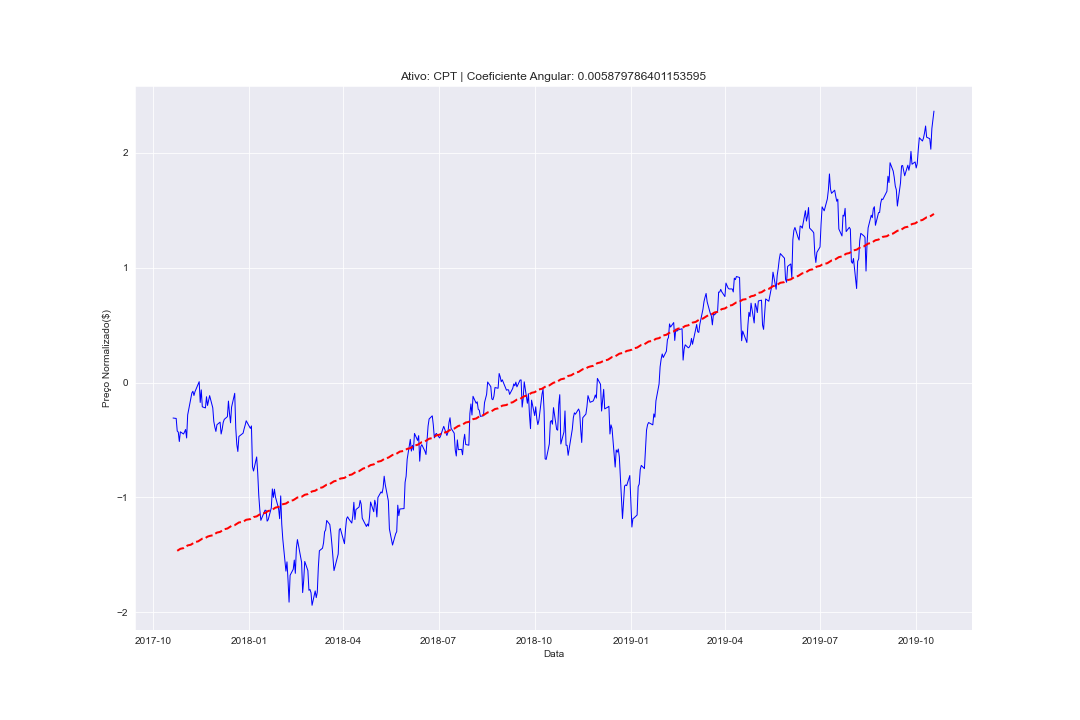 Ativo: CPT | Coeficiente Angular: 0.005879786401153595
Preço Normalizado($)
2
1
0
−1
−2
2017-10 2018-01 2018-04 2018-07 2018-10 2019-01 2019-04 2019-07 2019-10
Data